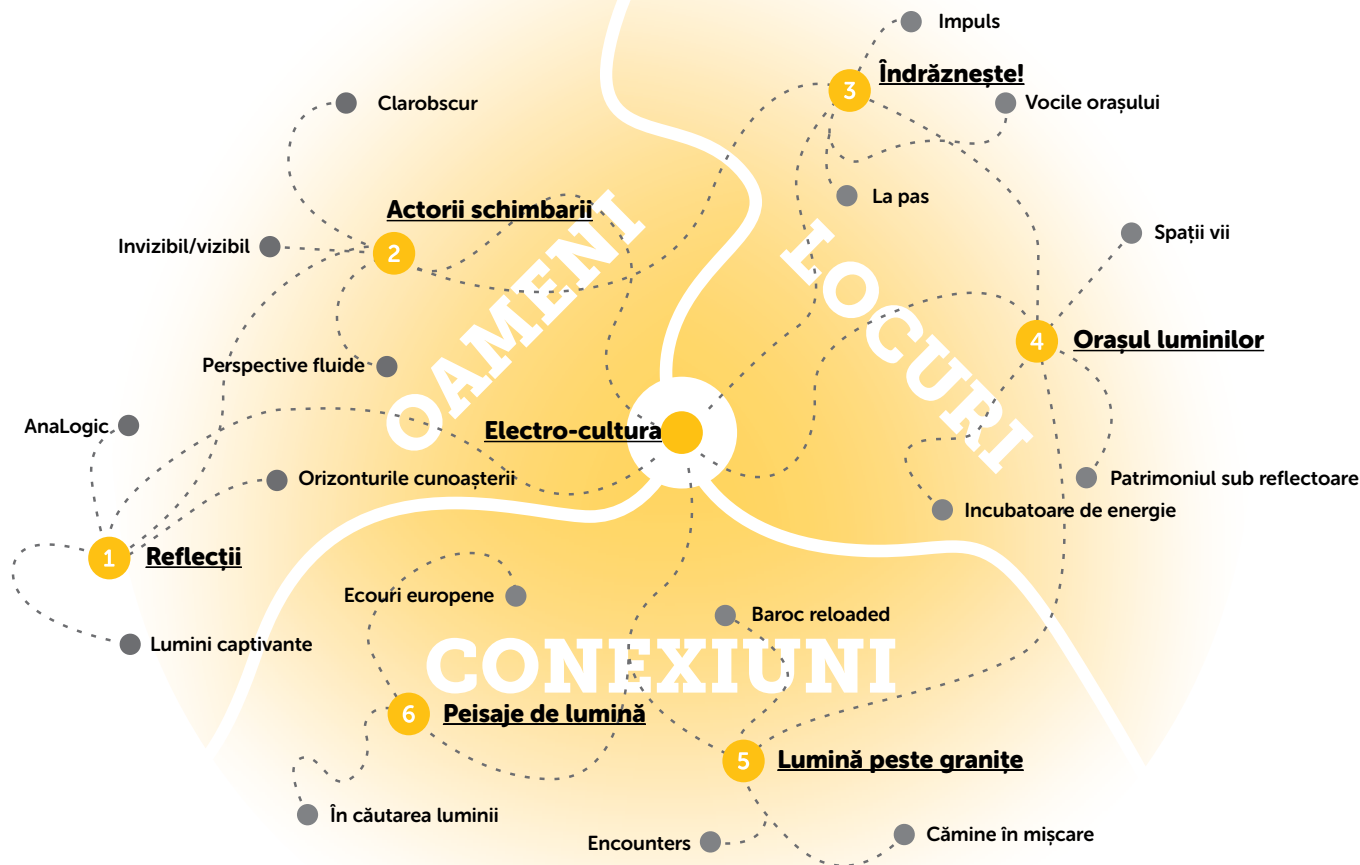 Impuls
3
Îndrăznește!
Clarobscur
Vocile orașului
La pas
Actorii schimbarii
Invizibil/vizibil
2
Spații vii
OAMENI
LOCURI
4
Orașul luminilor
Perspective fluide
AnaLogic
Electro-cultura
Orizonturile cunoașterii
Patrimoniul sub reflectoare
Incubatoare de energie
1
Reflecții
Ecouri europene
Baroc reloaded
Lumini captivante
CONEXIUNI
6
Peisaje de lumină
5
Lumină peste granițe
În căutarea luminii
Encounters
Cămine în mișcare